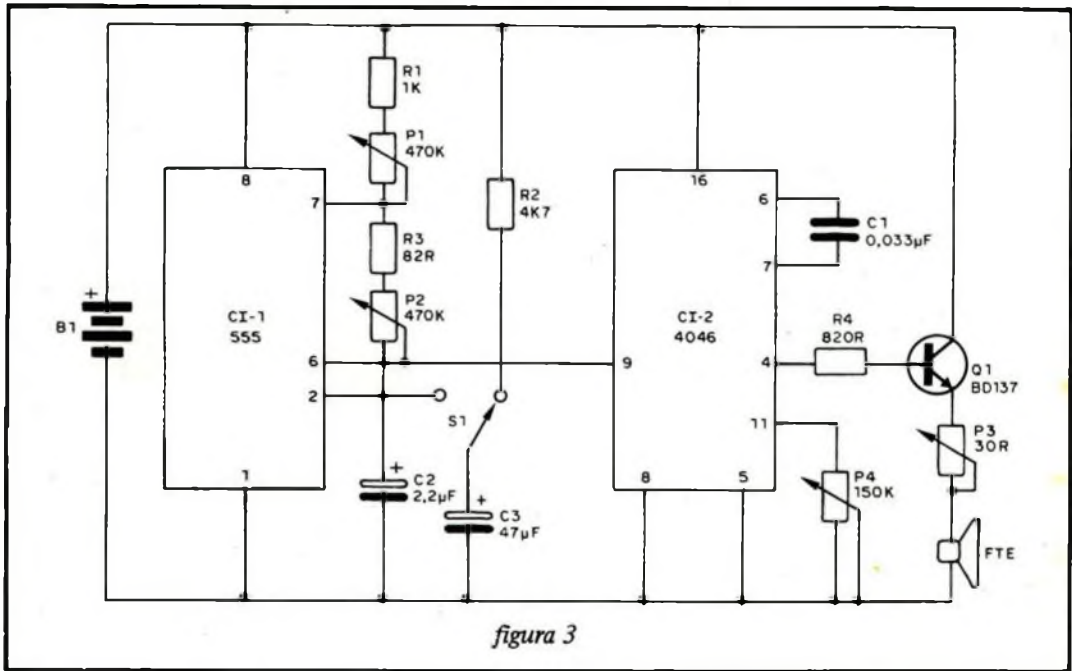 R1
1K
P1
470K
8
7
R3
82R
P2
470K
CI-1
555
6
2
1
+
B1
R2
4K7
S1
+
C2
2,2µF
+
C3
47µF
16
6
7
C1
0,033µF
CI-2
4046
9
4
11
8
5
R4
820R
Q1
BD137
P3
30R
P4
150K
FTE
figura 3